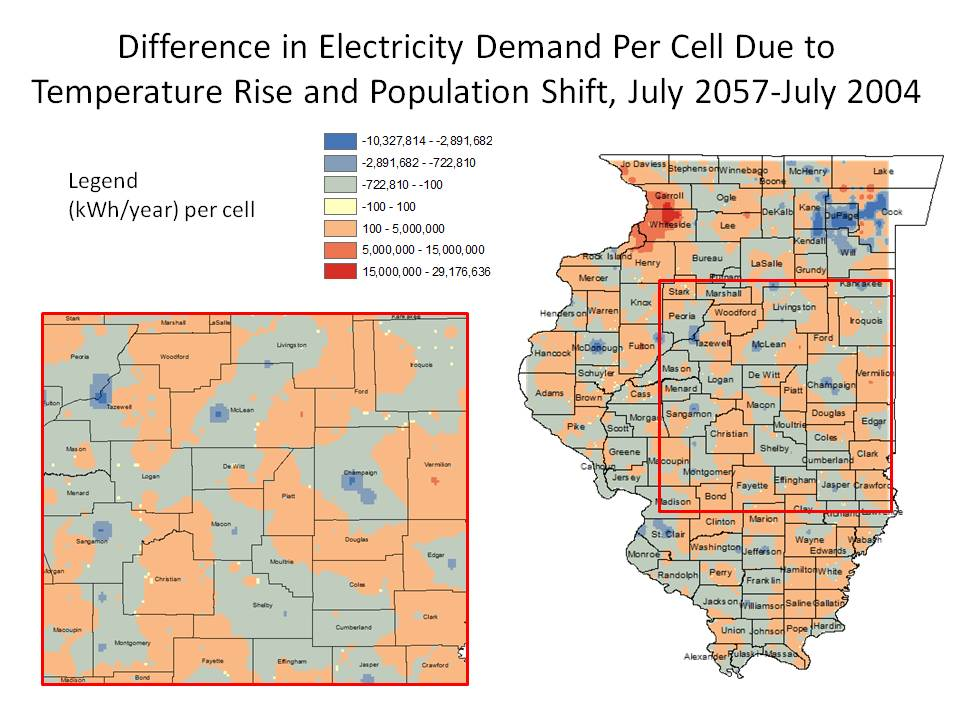 Difference in Electricity Demand Per Cell Due to
Temperature Rise and Population Shift, July 2057-July 2004
Legend
(kWh/year) per cell
-10,327,814 - -2,891,682
-2,891,682 - -722,810
-722,810 - -100
-100 - 100
100 - 5,000,000
5,000,000 - 15,000,000
15,000,000 - 29,176,636
Jo Daviess Stephenson Winnebago Boone McHenry Lake
Carroll Ogle DeKalb Kane DuPage Cook
Whiteside Lee Kendall Will
Rock Island Henry Bureau LaSalle Grundy
Mercer Putnam Kankakee
Stark Marshall Livingston
Knox Peoria Woodford Iroquois
Henderson Warren
Hancock McDonough Fulton Tazewell McLean Ford
Schuyler Mason Logan De Witt Champaign Vermilion
Adams Brown Cass Menard Piatt
Sangamon Macon Douglas
Pike Scott Morgan Christian Moultrie Coles Edgar
Greene Shelby Cumberland Clark
Calhoun Macoupin Montgomery
Jersey Fayette Effingham Jasper Crawford
Madison Bond Clay Richland Lawrence
St. Clair Clinton Marion Wayne Wabash
Monroe Washington Jefferson Edwards
Randolph Perry Franklin Hamilton White
Jackson Williamson Saline Gallatin
Union Johnson Pope Hardin
Alexander Pulaski Massac
Stark Marshall LaSalle Kankakee
Peoria Woodford Livingston Iroquois
Fulton Tazewell McLean Ford
Mason Logan De Witt Champaign Vermilion
Menard Piatt
Sangamon Macon Douglas Edgar
Morgan Christian Moultrie Coles
Shelby Clark
Macoupin Montgomery Cumberland
Fayette Effingham Jasper Crawford
Madison Bond